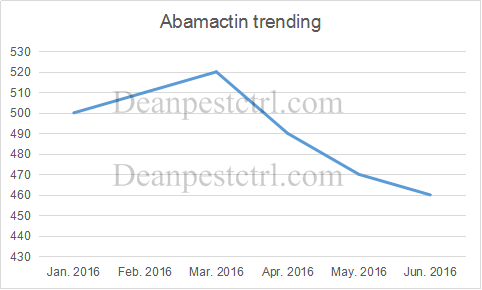 Abamactin trending
530
520
510
500
490
480
470
460
450
440
430
Deanpestctrl.com
Deanpestctrl.com
Jan. 2016 Feb. 2016 Mar. 2016 Apr. 2016 May. 2016 Jun. 2016